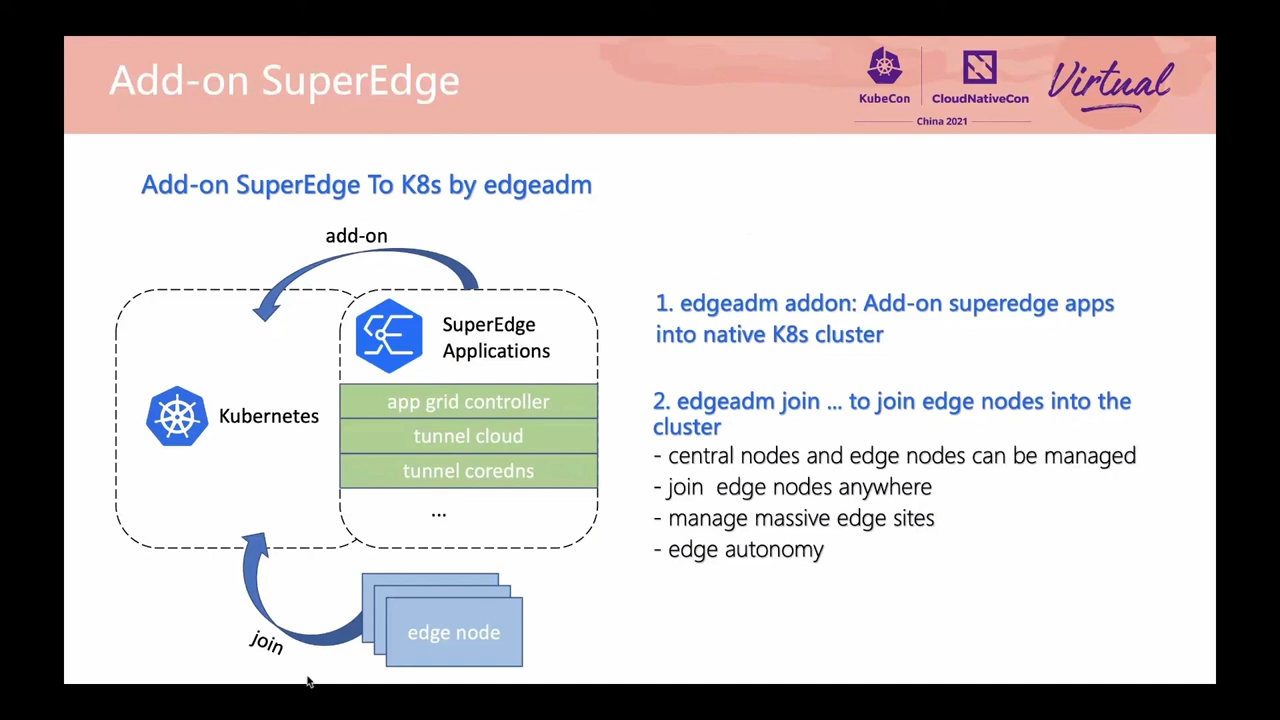 Add-on SuperEdge
KubeCon
CloudNativeCon
China 2021
Virtual
Add-on SuperEdge To K8s by edgeadm
add-on
SuperEdge
Applications
Kubernetes
app grid controller
tunnel cloud
tunnel coredns
...
join
edge node
1. edgeadm addon: Add-on superedge apps
into native K8s cluster
2. edgeadm join ... to join edge nodes into the
cluster
- central nodes and edge nodes can be managed
- join edge nodes anywhere
- manage massive edge sites
- edge autonomy